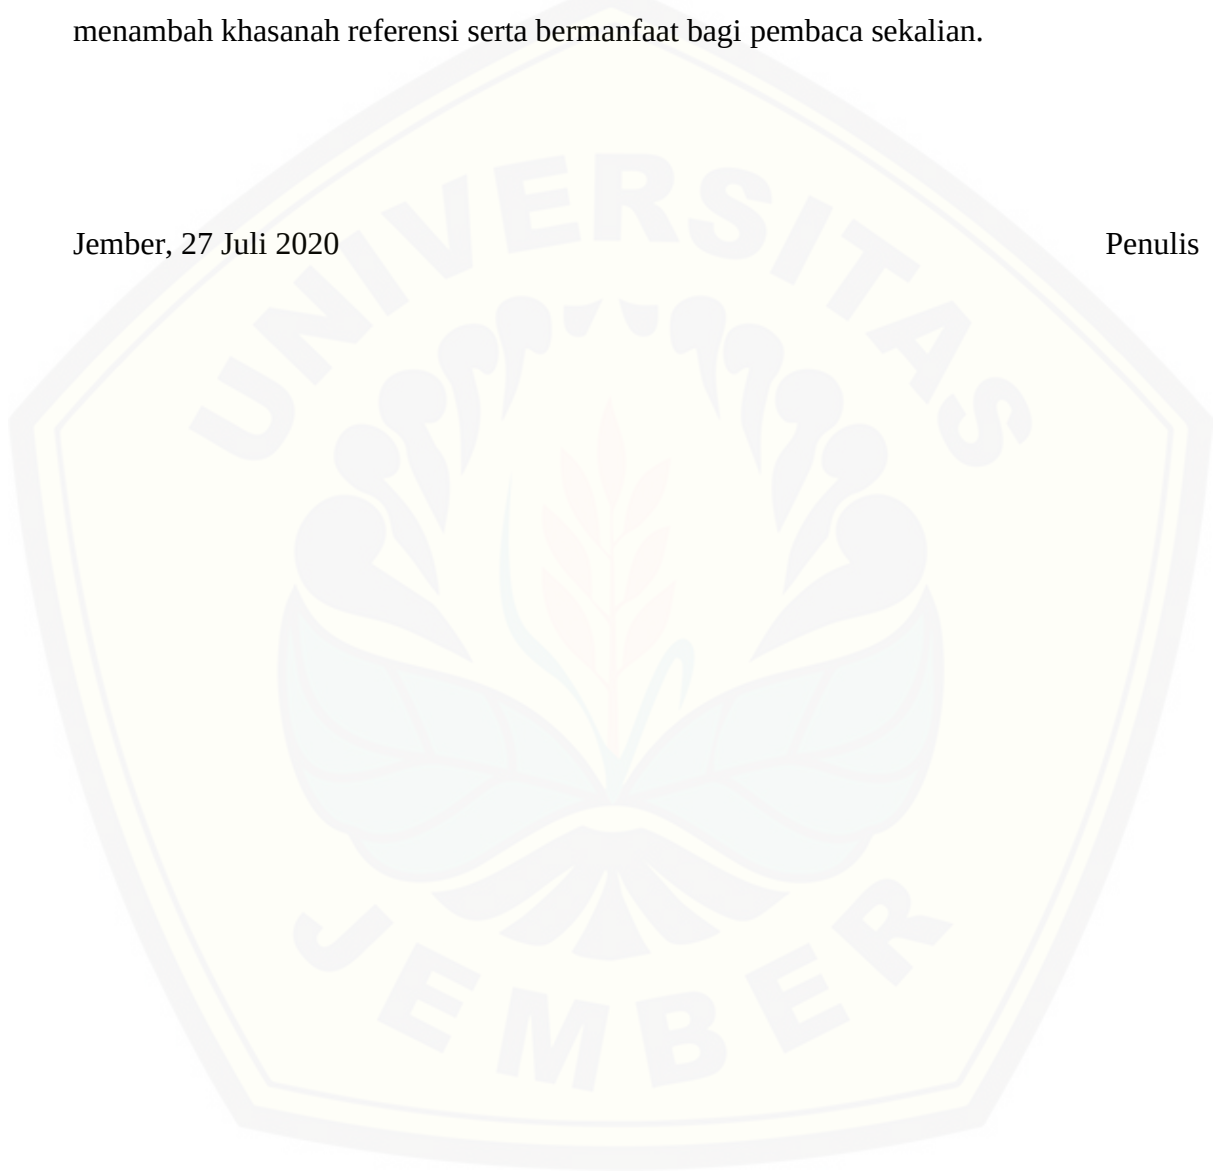 menambah khasanah referensi serta bermanfaat bagi pembaca sekalian.
Jember, 27 Juli 2020 Penulis
UNIVERSITAS
JEMBER